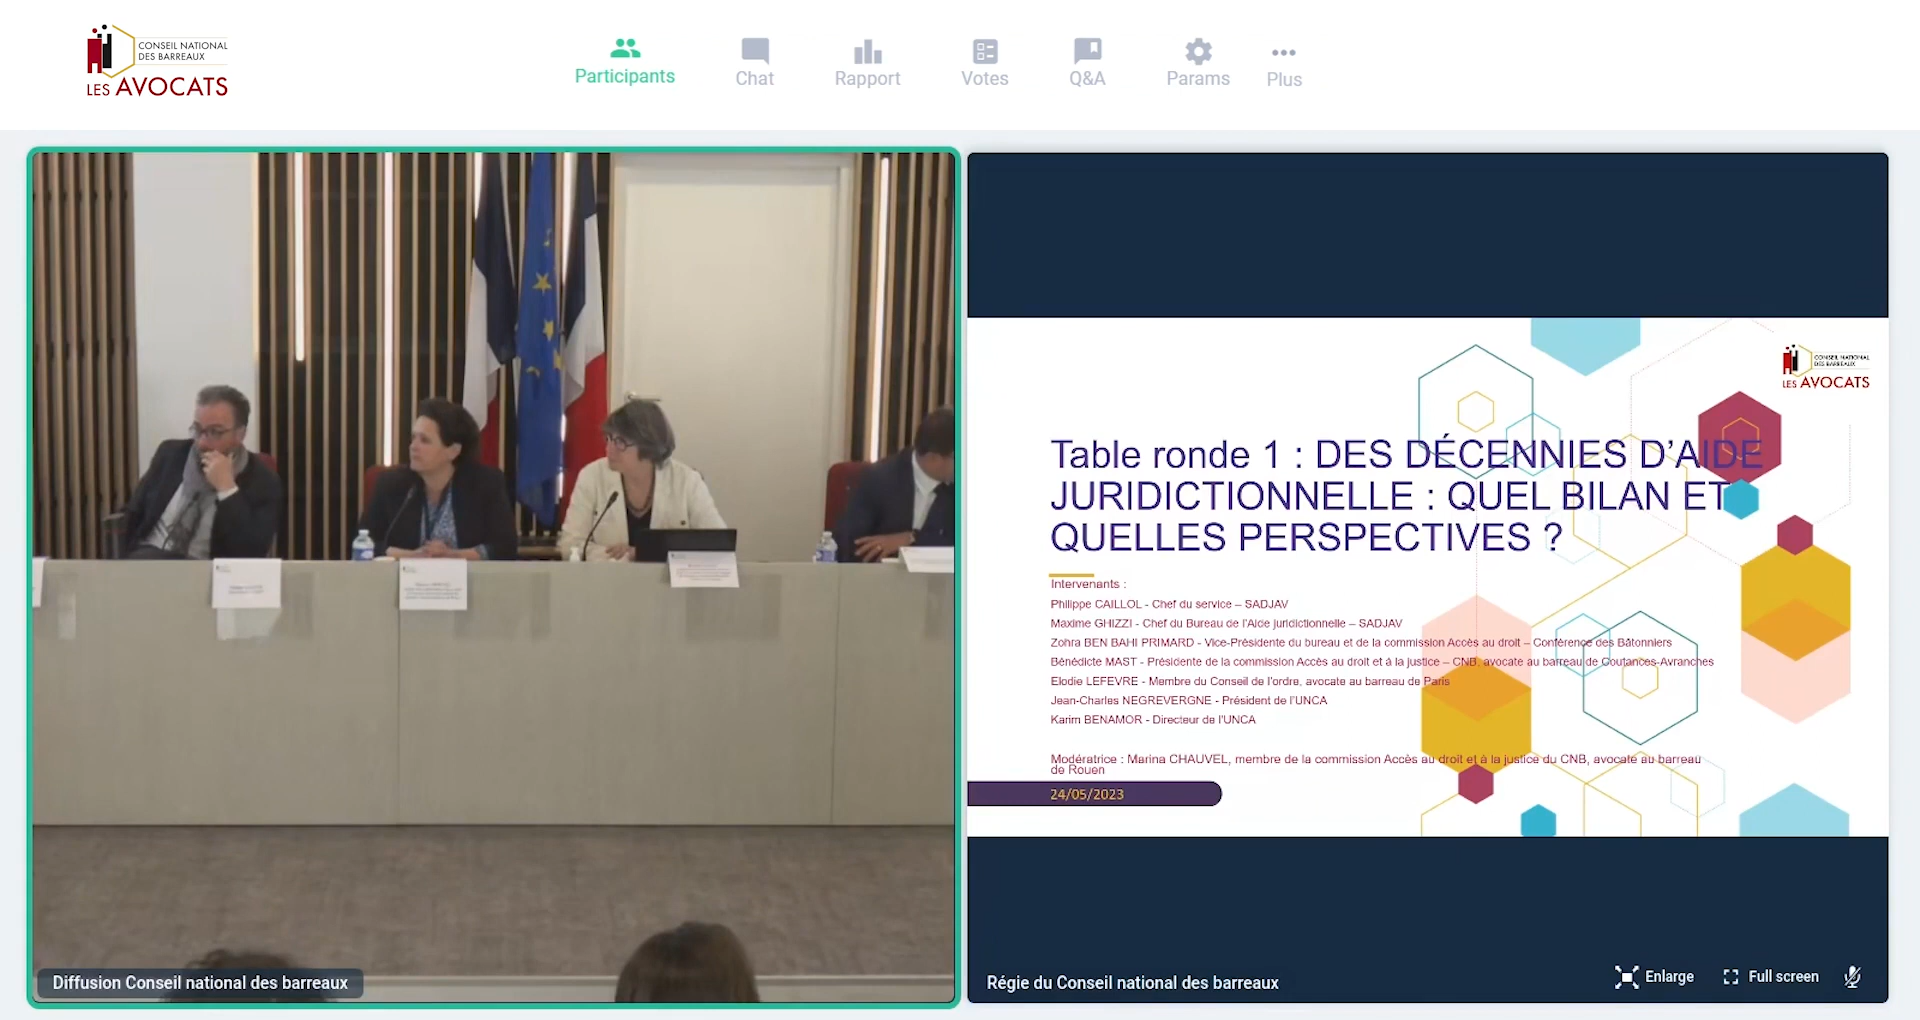 CONSEIL NATIONAL
DES BARREAUX
LES AVOCATS
Participants
Chat
Rapport
Votes
Q&A
Params
Plus
Diffusion Conseil national des barreaux
CONSEIL NATIONAL
DES BARREAUX
LES AVOCATS
Table ronde 1 : DES DÉCENNIES D’AIDE
JURIDICTIONNELLE : QUEL BILAN ET
QUELLES PERSPECTIVES ?
Intervenants :
Philippe CAILLOL - Chef du service – SADJAV
Maxime GHIZZI - Chef du Bureau de l’Aide juridictionnelle – SADJAV
Zohra BEN BAHI PRIMARD - Vice-Présidente du bureau et de la commission Accès au droit – Conférence des Bâtonniers
Bénédicte MAST - Présidente de la commission Accès au droit et à la justice – CNB, avocate au barreau de Coutances-Avranches
Elodie LEFEVRE - Membre du Conseil de l’ordre, avocate au barreau de Paris
Jean-Charles NEGREVERGNE - Président de l’UNCA
Karim BENAMOR - Directeur de l’UNCA
Modératrice : Marina CHAUVEL, membre de la commission Accès au droit et à la justice du CNB, avocate au barreau
de Rouen
24/05/2023
Régie du Conseil national des barreaux
Enlarge
Full screen